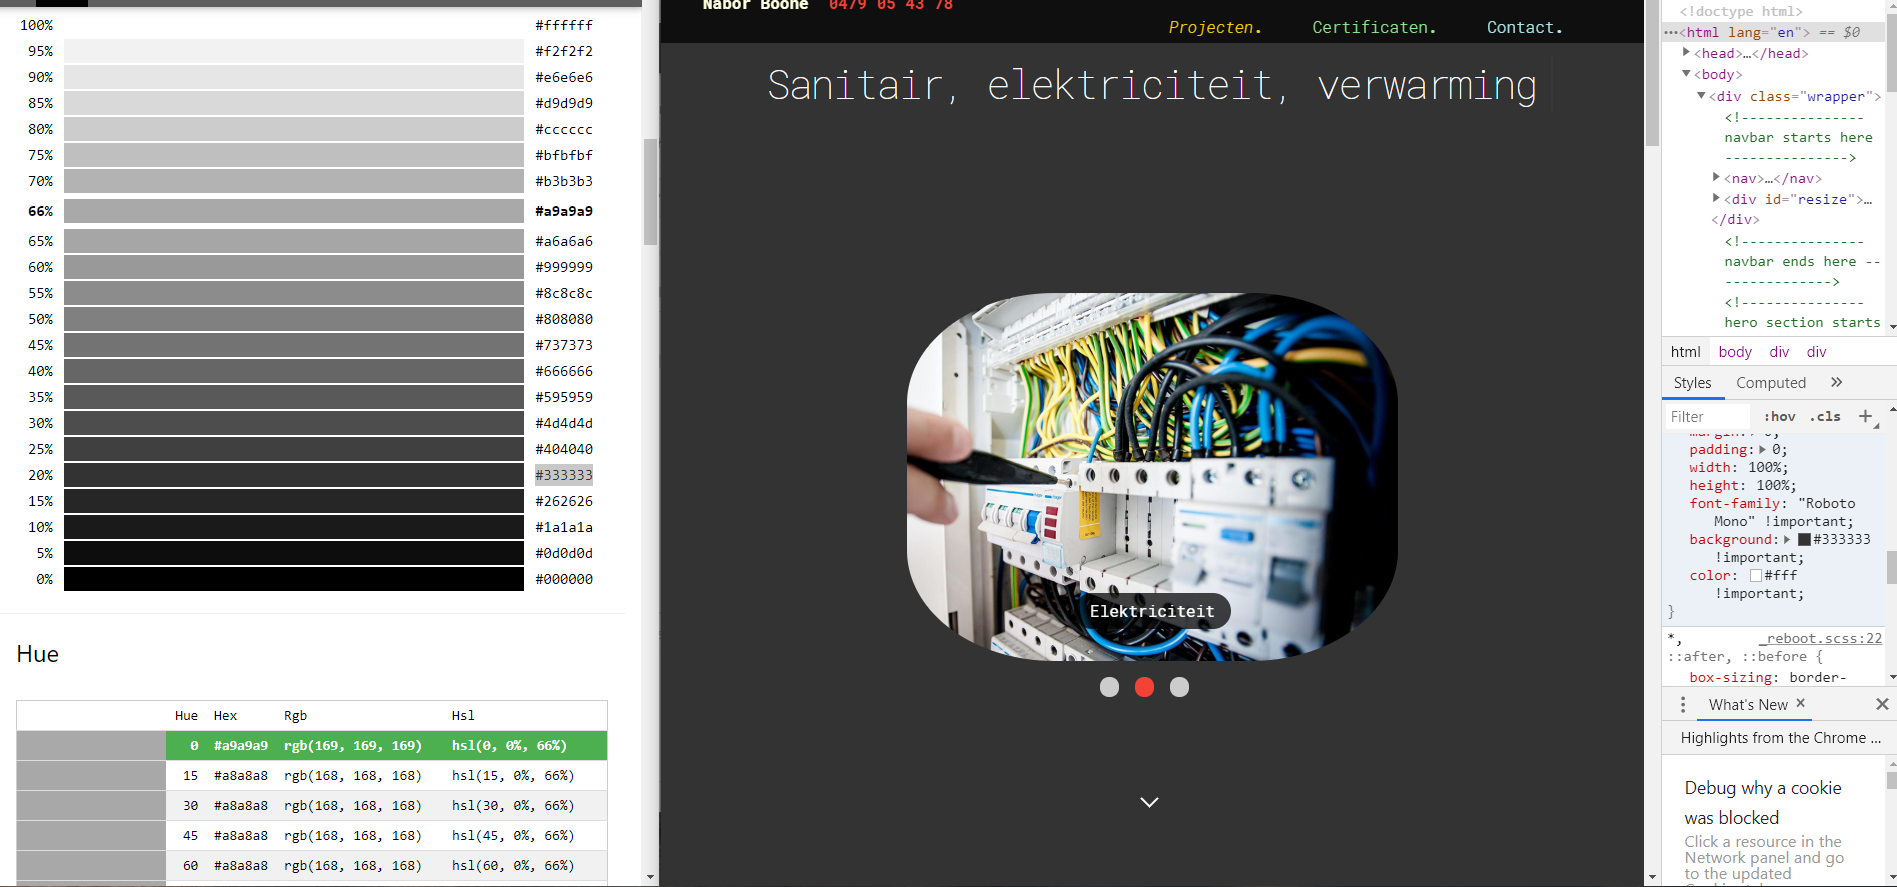 100% #ffffff
95% #f2f2f2
90% #e6e6e6
85% #d9d9d9
80% #cccccc
75% #bfbfbf
70% #b3b3b3
66% #a9a9a9
65% #a6a6a6
60% #999999
55% #8c8c8c
50% #808080
45% #737373
40% #666666
35% #595959
30% #4d4d4d
25% #404040
20% #333333
15% #262626
10% #1a1a1a
5% #0d0d0d
0% #000000
Hue
Hue Hex Rgb Hsl
0 #a9a9a9 rgb(169, 169, 169) hsl(0, 0%, 66%)
15 #a8a8a8 rgb(168, 168, 168) hsl(15, 0%, 66%)
30 #a8a8a8 rgb(168, 168, 168) hsl(30, 0%, 66%)
45 #a8a8a8 rgb(168, 168, 168) hsl(45, 0%, 66%)
60 #a8a8a8 rgb(168, 168, 168) hsl(60, 0%, 66%)
Nabor Boone 0479 05 43 78
Projecten. Certificaten. Contact.
Sanitair, elektriciteit, verwarming
Elektriciteit
<!doctype html>
<html lang="en"> == $0
<head>…</head>
<body>
<div class="wrapper">
<!---------------
navbar starts here
--------------->
<nav>…</nav>
<div id="resize">…
</div>
<!---------------
navbar ends here --
------------->
<!---------------
hero section starts
html body div div
Styles Computed »
Filter :hov .cls +
margin: 0;
padding: 0;
width: 100%;
height: 100%;
font-family: "Roboto
Mono" !important;
background: #333333
!important;
color: #fff
!important;
}
*, _reboot.scss:22
::after, ::before {
box-sizing: border-
What's New ×
Highlights from the Chrome ...
Debug why a cookie
was blocked
Click a resource in the
Network panel and go
to the updated